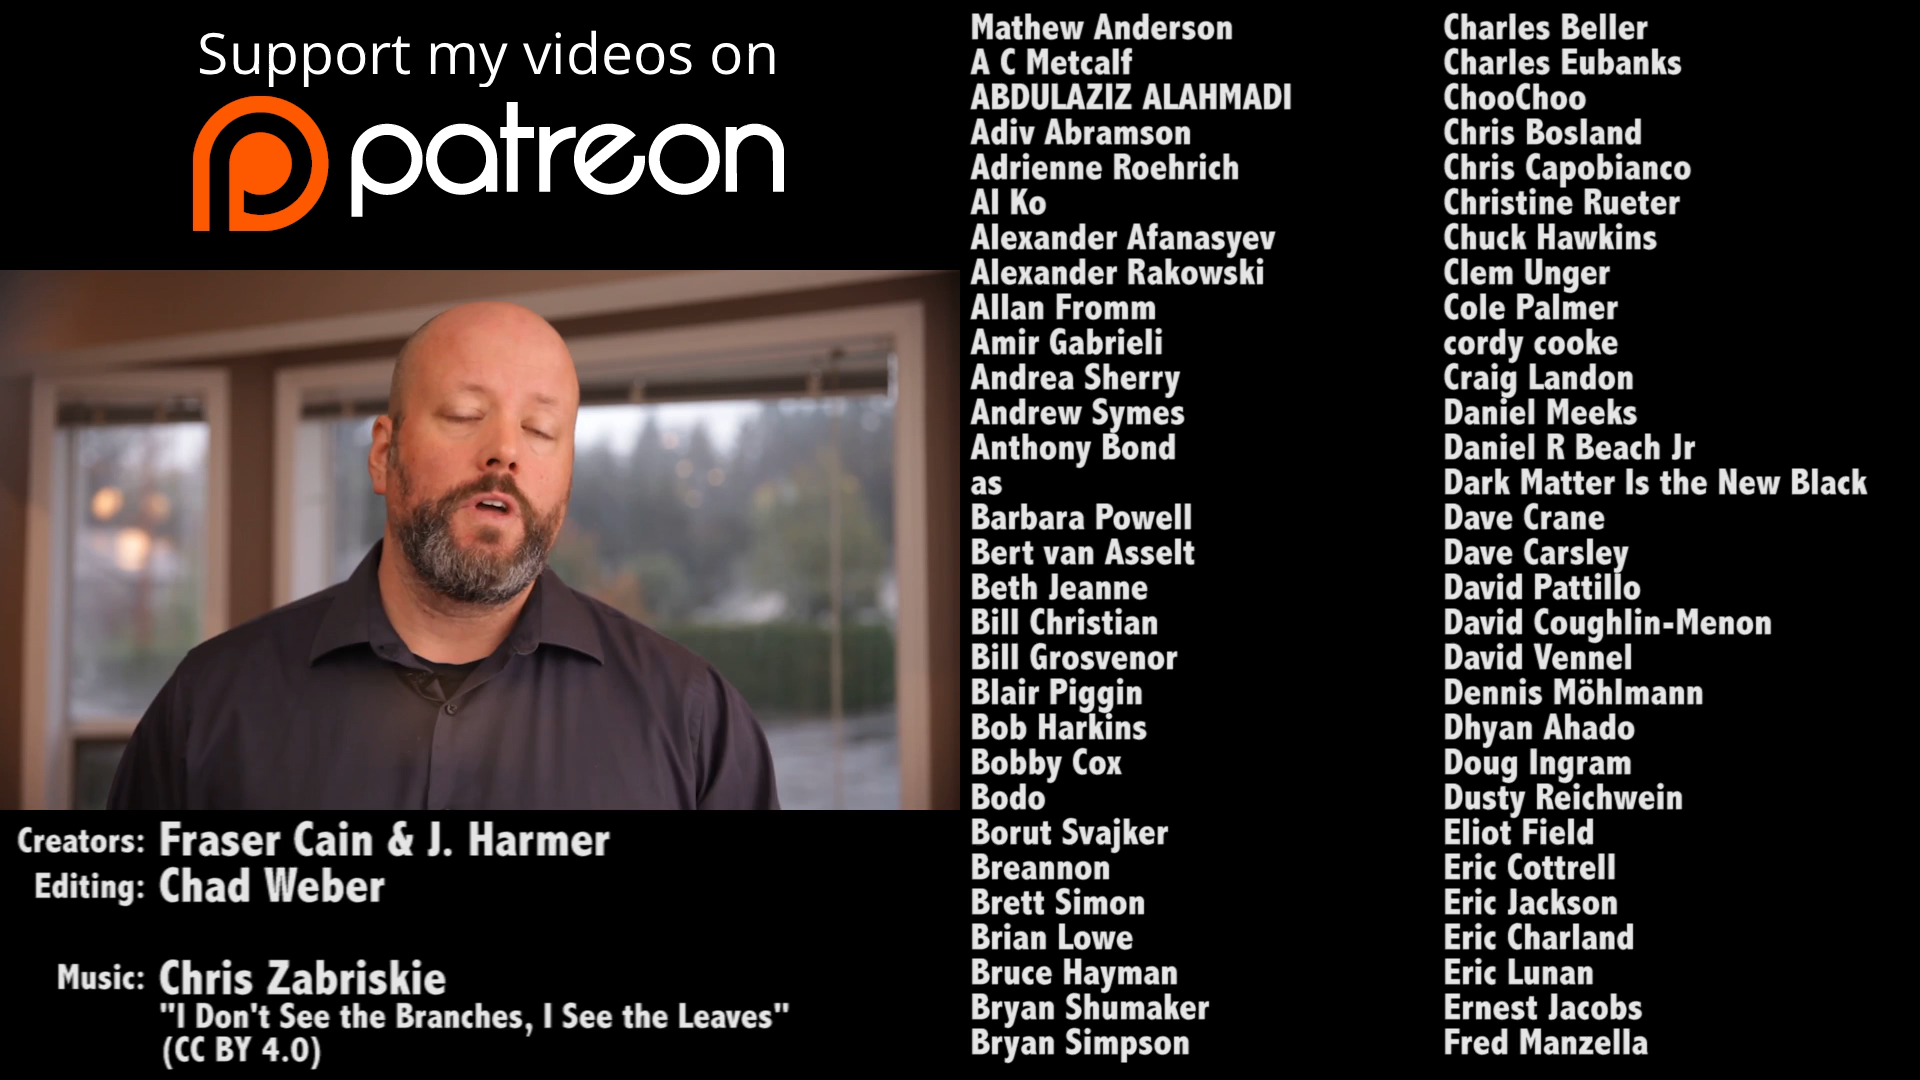 Support my videos on
patreon
Creators: Fraser Cain & J. Harmer
Editing: Chad Weber
Music: Chris Zabriskie
"I Don't See the Branches, I See the Leaves"
(CC BY 4.0)
Mathew Anderson
A C Metcalf
ABDULAZIZ ALAHMADI
Adiv Abramson
Adrienne Roehrich
Al Ko
Alexander Afanasyev
Alexander Rakowski
Allan Fromm
Amir Gabrieli
Andrea Sherry
Andrew Symes
Anthony Bond
as
Barbara Powell
Bert van Asselt
Beth Jeanne
Bill Christian
Bill Grosvenor
Blair Piggin
Bob Harkins
Bobby Cox
Bodo
Borut Svajker
Breannon
Brett Simon
Brian Lowe
Bruce Hayman
Bryan Shumaker
Bryan Simpson
Charles Beller
Charles Eubanks
ChooChoo
Chris Bosland
Chris Capobianco
Christine Rueter
Chuck Hawkins
Clem Unger
Cole Palmer
cordy cooke
Craig Landon
Daniel Meeks
Daniel R Beach Jr
Dark Matter Is the New Black
Dave Crane
Dave Carsley
David Pattillo
David Coughlin-Menon
David Vennel
Dennis Möhlmann
Dhyan Ahado
Doug Ingram
Dusty Reichwein
Eliot Field
Eric Cottrell
Eric Jackson
Eric Charland
Eric Lunan
Ernest Jacobs
Fred Manzella